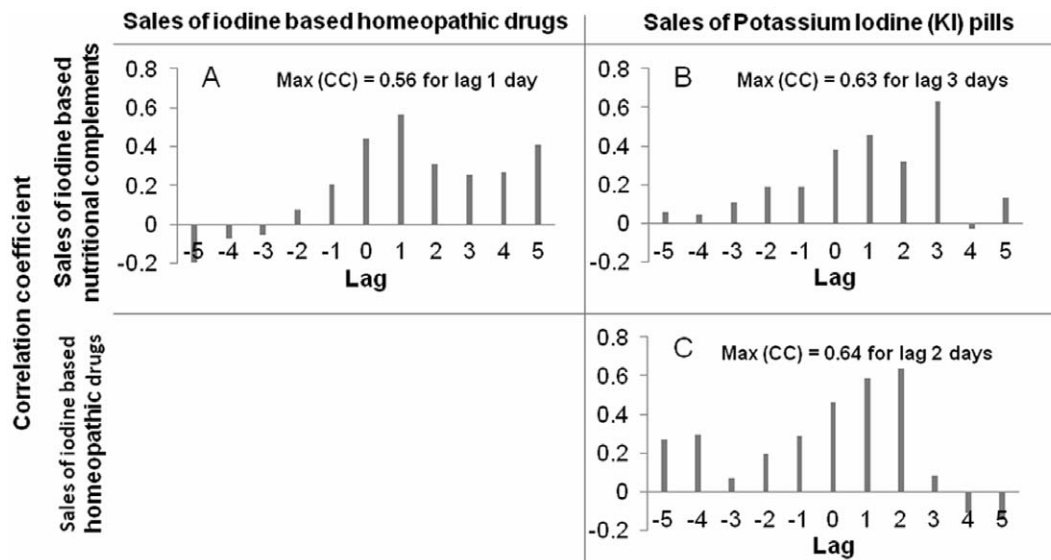 Sales of iodine based homeopathic drugs
Sales of Potassium Iodine (KI) pills
Correlation coefficient
Sales of iodine based
nutritional complements
A
Max (CC) = 0.56 for lag 1 day
0.8
0.6
0.4
0.2
0
-0.2
-5 -4 -3 -2 -1 0 1 2 3 4 5
Lag
B
Max (CC) = 0.63 for lag 3 days
0.8
0.6
0.4
0.2
0
-0.2
-5 -4 -3 -2 -1 0 1 2 3 4 5
Lag
Sales of iodine based
homeopathic drugs
C
Max (CC) = 0.64 for lag 2 days
0.8
0.6
0.4
0.2
0
-0.2
-5 -4 -3 -2 -1 0 1 2 3 4 5
Lag